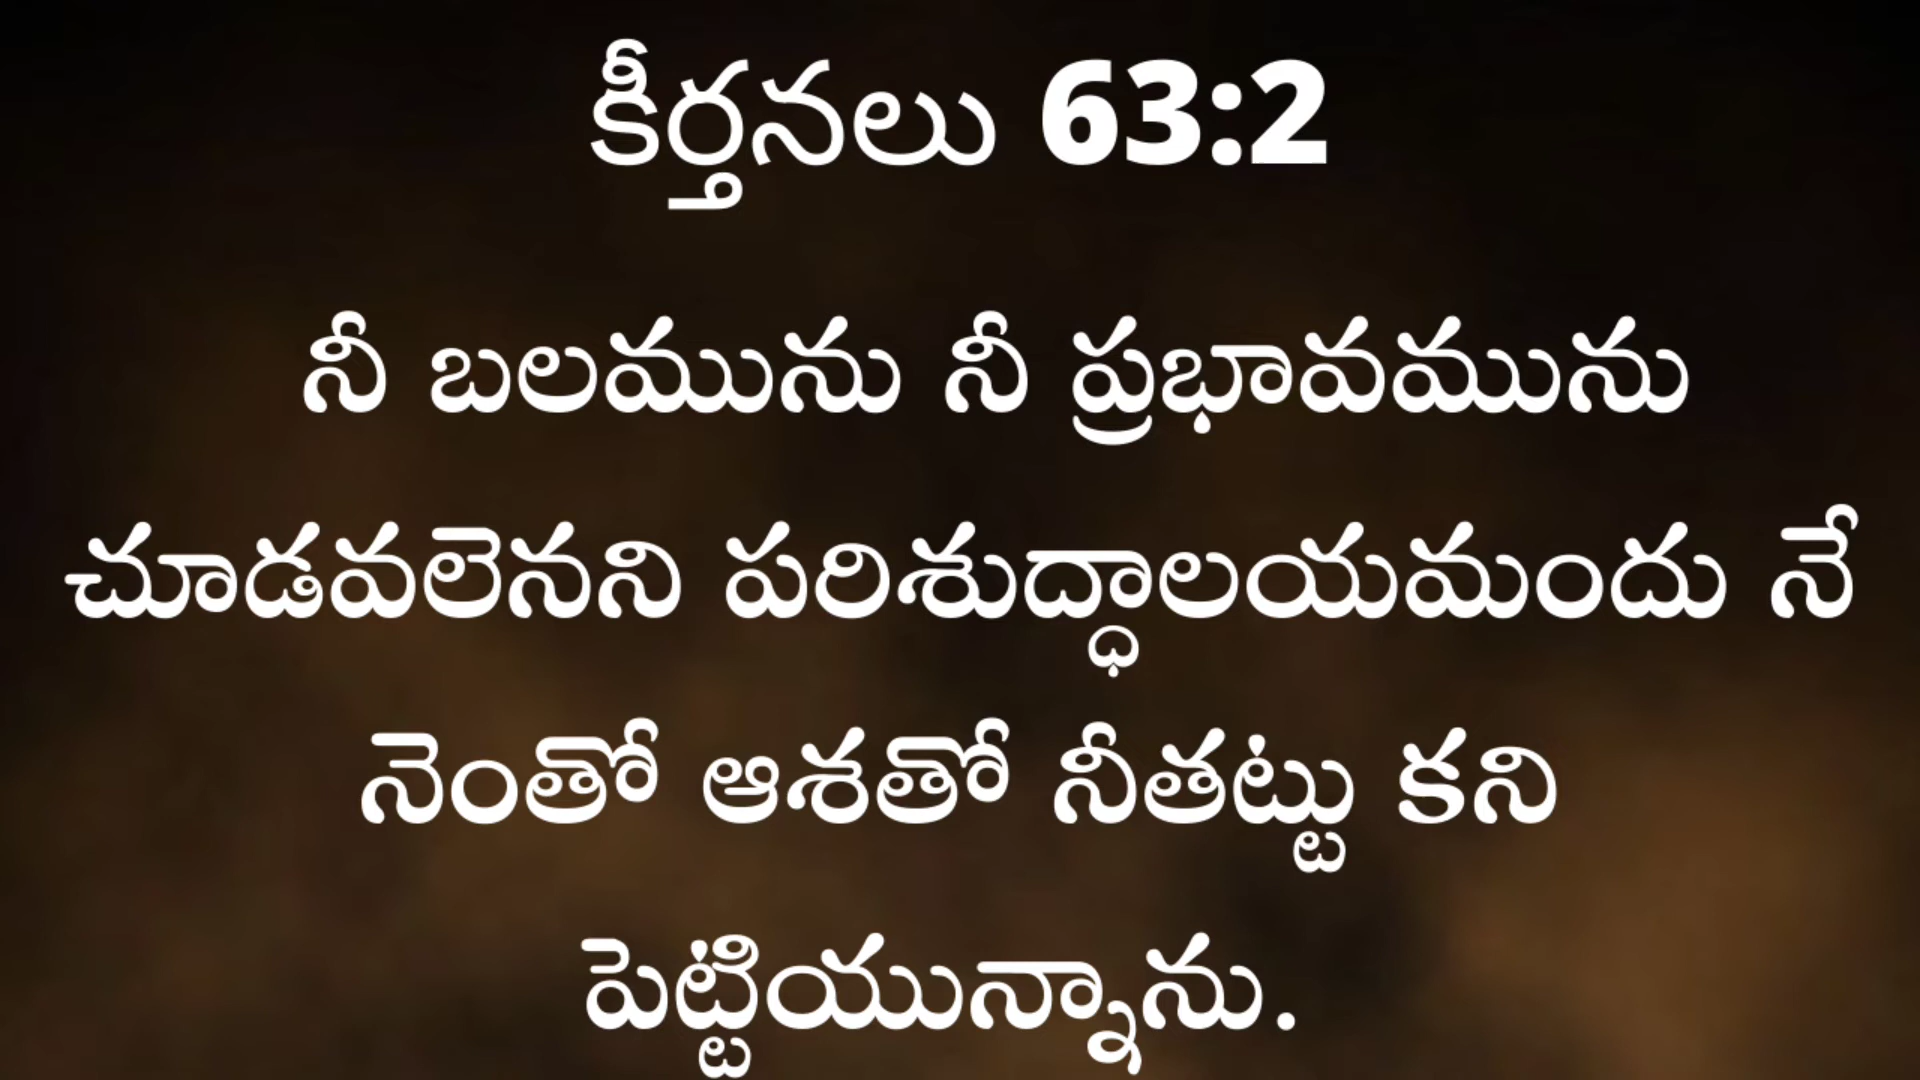 కీర్తనలు 63:2
నీ బలమును నీ ప్రభావమును
చూడవలెనని పరిశుద్ధాలయమందు నే
నెంతో ఆశతో నీతట్టు కని
పెట్టియున్నాను.